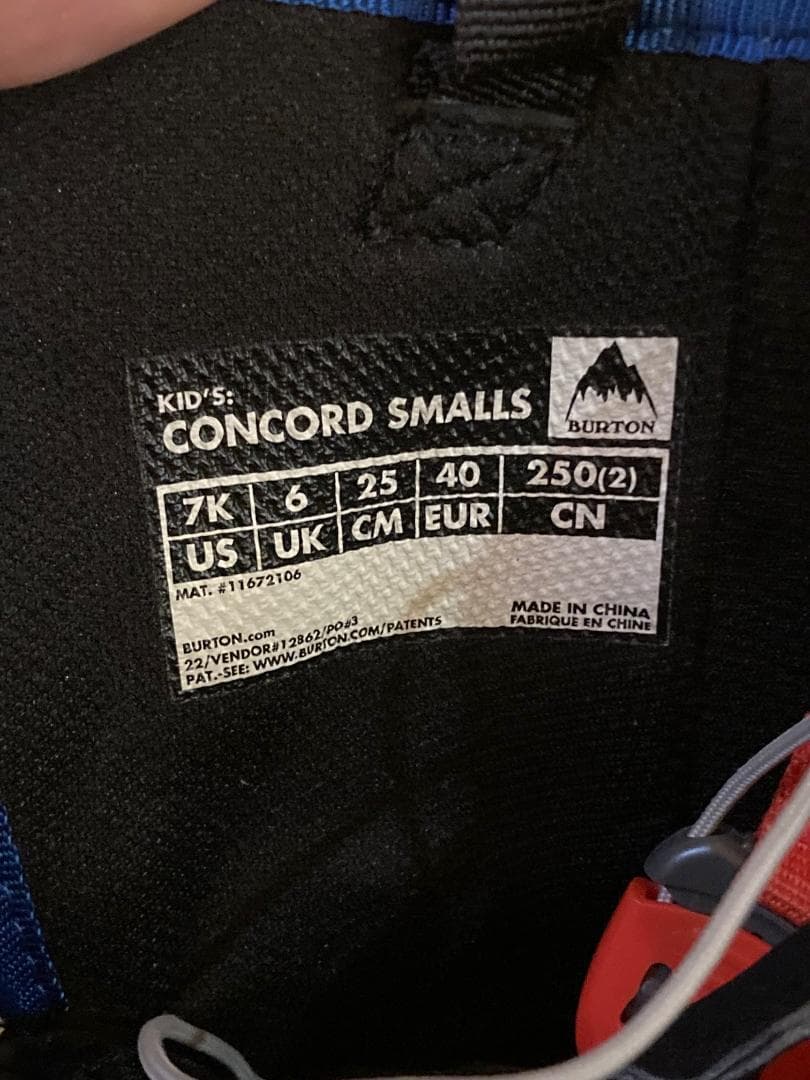 KID'S:
CONCORD SMALLS
BURTON
7K 6 25 40 250(2)
US UK CM EUR CN
MAT. #11672106
BURTON.com
22/VENDOR#12862/PO#3
PAT.-SEE: WWW.BURTON.COM/PATENTS
MADE IN CHINA
FABRIQUE EN CHINE